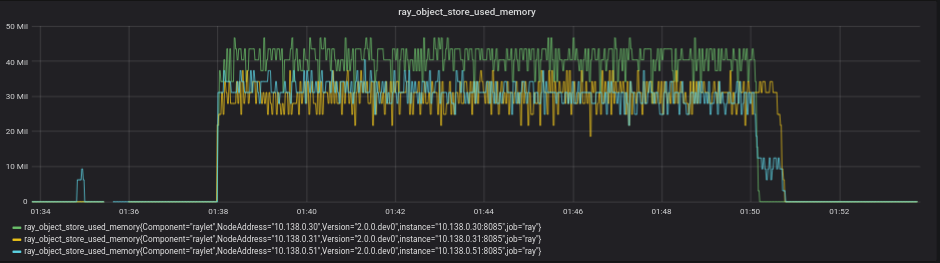 ray_object_store_used_memory
50 Mil
40 Mil
30 Mil
20 Mil
10 Mil
0
01:34 01:36 01:38 01:40 01:42 01:44 01:46 01:48 01:50 01:52
ray_object_store_used_memory{Component="raylet",NodeAddress="10.138.0.30",Version="2.0.0.dev0",instance="10.138.0.30:8085",job="ray"}
ray_object_store_used_memory{Component="raylet",NodeAddress="10.138.0.31",Version="2.0.0.dev0",instance="10.138.0.31:8085",job="ray"}
ray_object_store_used_memory{Component="raylet",NodeAddress="10.138.0.51",Version="2.0.0.dev0",instance="10.138.0.51:8085",job="ray"}